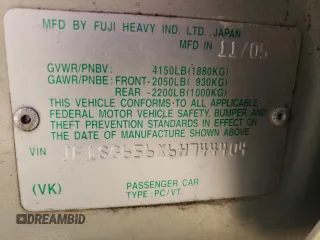 MFD BY FUJI HEAVY IND. LTD. JAPAN
MFD IN 11/05
GVWR/PNBV : 4150LB(1880KG)
GAWR/PNBE: FRONT-2050LB( 930KG)
REAR -2200LB(1000KG)
THIS VEHICLE CONFORMS TO ALL APPLICABLE
FEDERAL MOTOR VEHICLE SAFETY, BUMPER AND
THEFT PREVENTION STANDARDS IN EFFECT ON
THE DATE OF MANUFACTURE SHOWN ABOVE.
VIN JF1SG656X6H744404
(VK)
PASSENGER CAR
TYPE: PC/VT.
DREAMBID